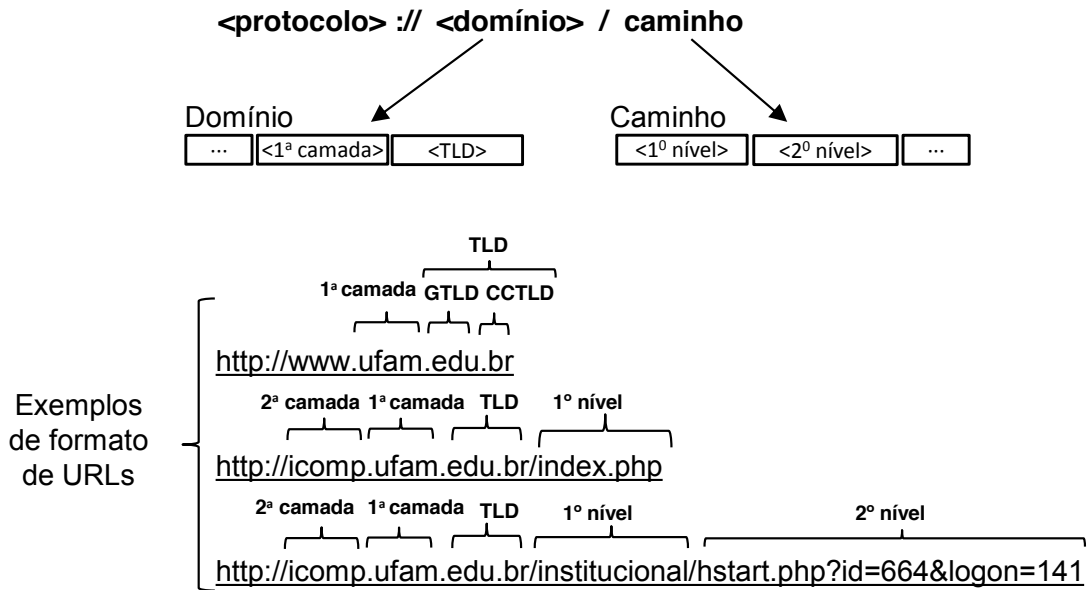 <protocolo> :// <domínio> / caminho
Domínio
Caminho
... <1ª camada> <TLD>
<1⁰ nível> <2⁰ nível> ...
TLD
1ª camada GTLD CCTLD
http://www.ufam.edu.br
2ª camada 1ª camada TLD 1º nível
http://icomp.ufam.edu.br/index.php
2ª camada 1ª camada TLD 1º nível 2º nível
http://icomp.ufam.edu.br/institucional/hstart.php?id=664&logon=141
Exemplos
de formato
de URLs